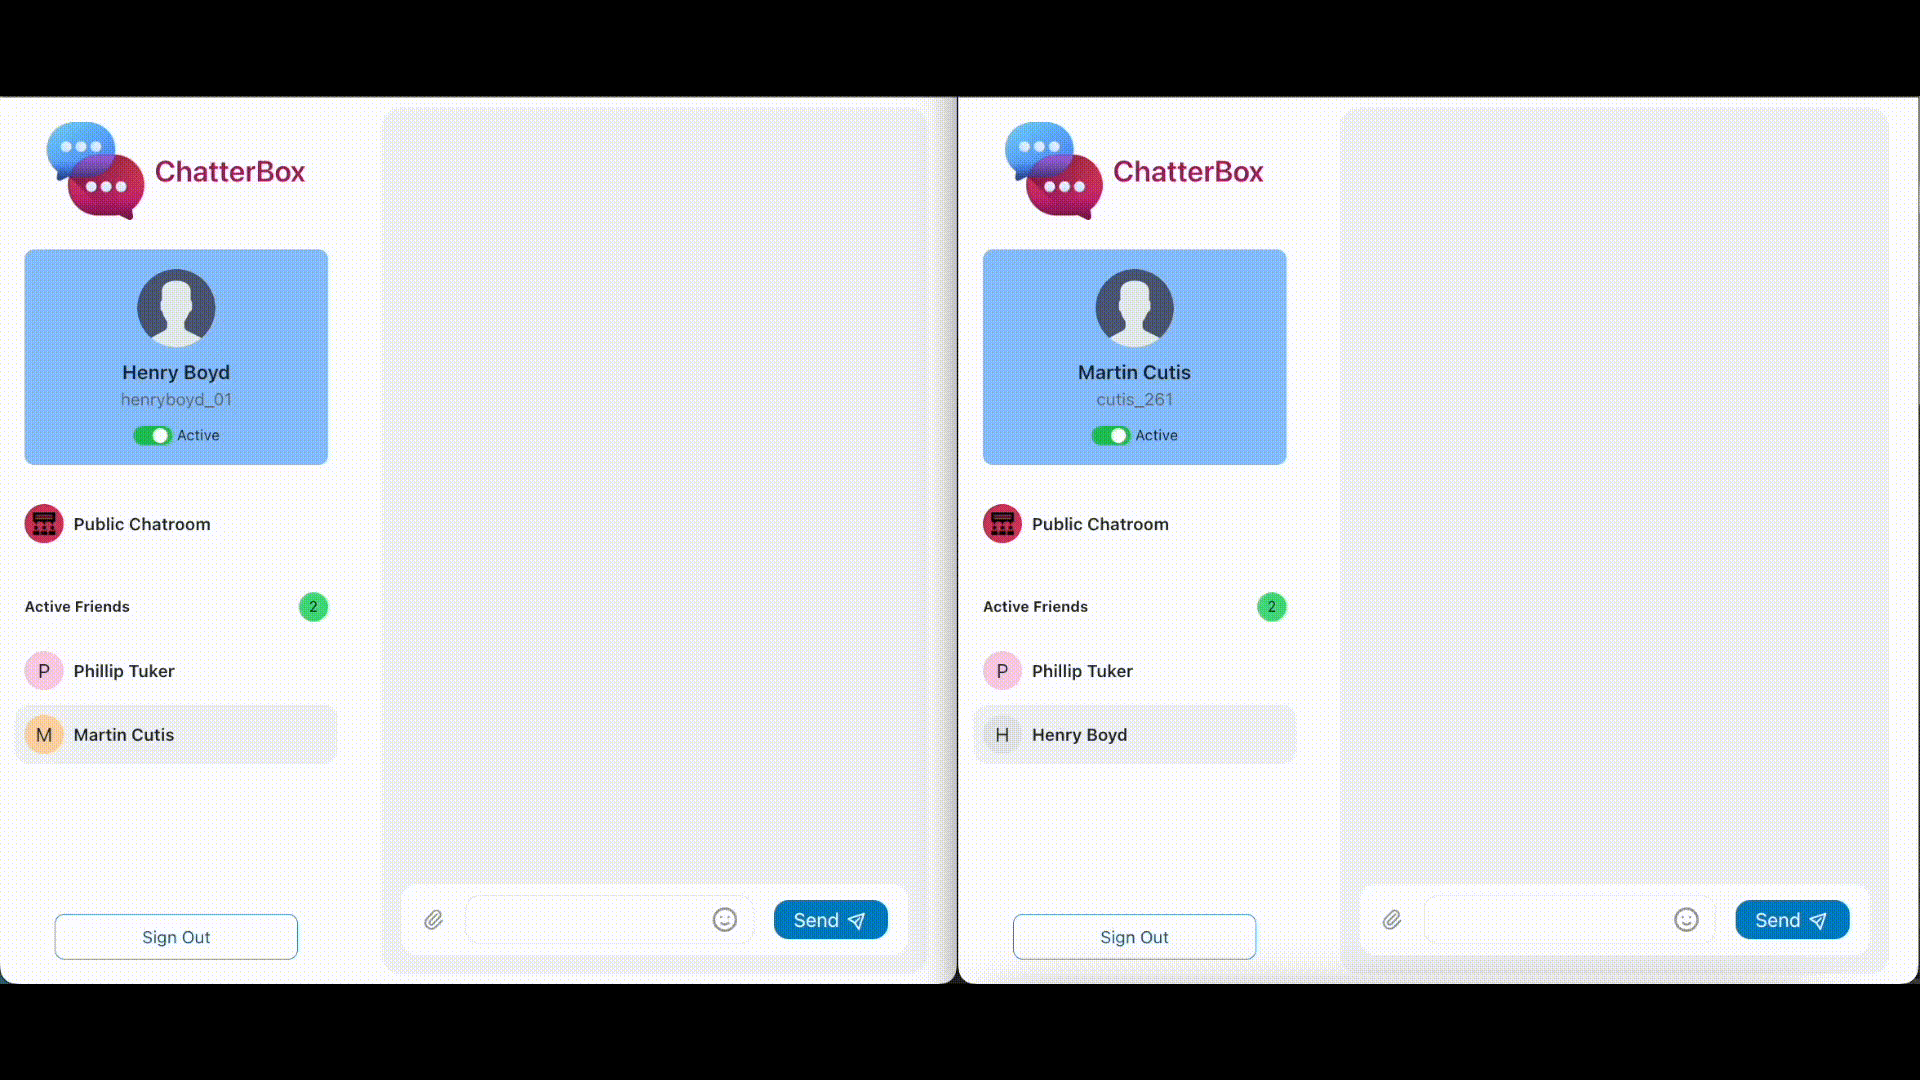 ChatterBox
Henry Boyd
henryboyd_01
Active
Public Chatroom
Active Friends 2
P Phillip Tuker
M Martin Cutis
Sign Out
Send
ChatterBox
Martin Cutis
cutis_261
Active
Public Chatroom
Active Friends 2
P Phillip Tuker
H Henry Boyd
Sign Out
Send